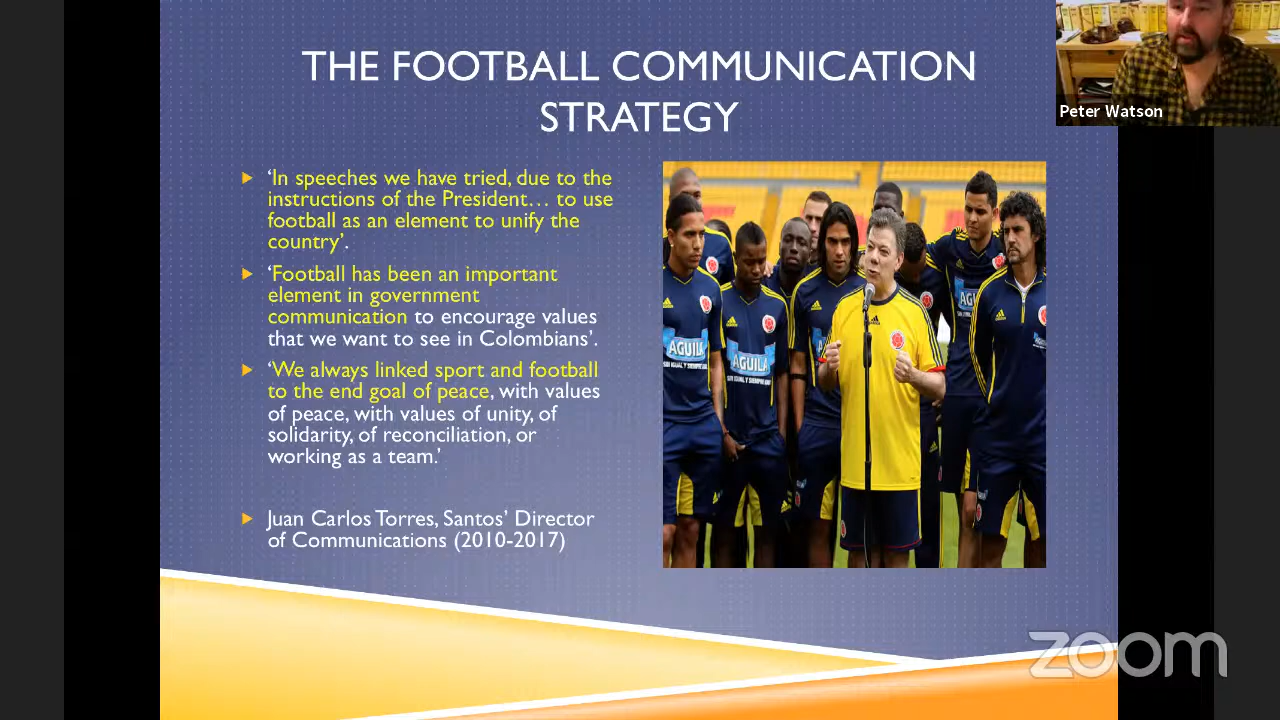 THE FOOTBALL COMMUNICATION
STRATEGY
Peter Watson
‘In speeches we have tried, due to the
instructions of the President… to use
football as an element to unify the
country’.
‘Football has been an important
element in government
communication to encourage values
that we want to see in Colombians’.
‘We always linked sport and football
to the end goal of peace, with values
of peace, with values of unity, of
solidarity, of reconciliation, or
working as a team.’
Juan Carlos Torres, Santos’ Director
of Communications (2010-2017)
AGUILA
AGUILA
zoom